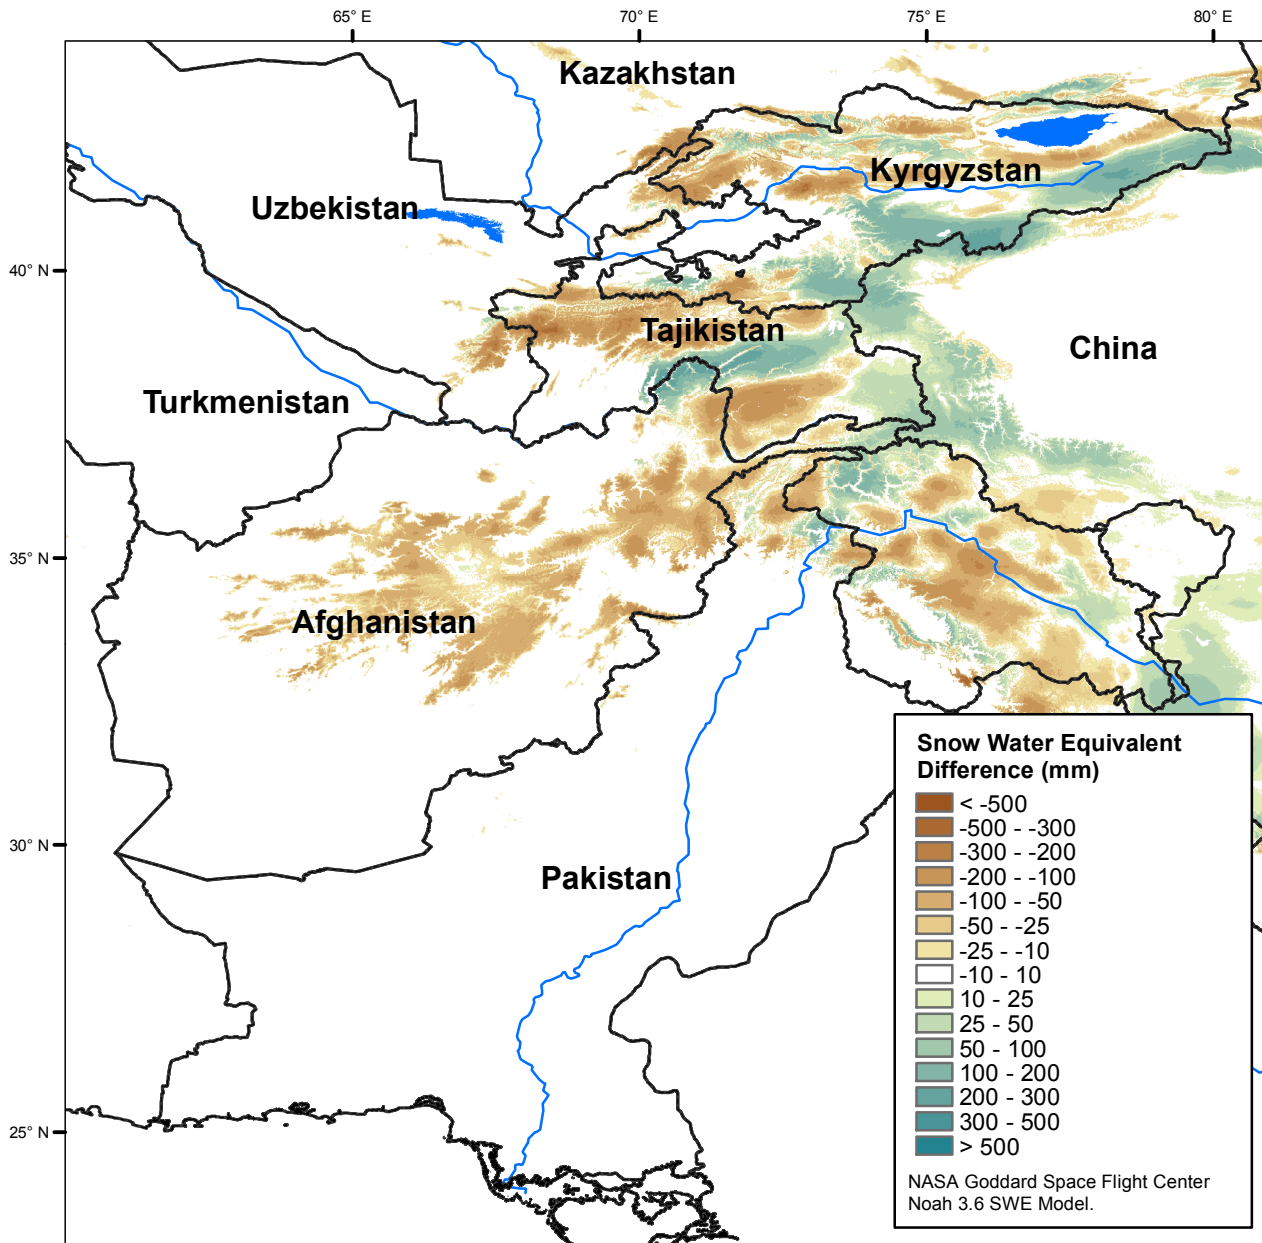 65° E
70° E
75° E
80° E
Kazakhstan
Kyrgyzstan
Uzbekistan
40° N
Tajikistan
China
Turkmenistan
35° N
Afghanistan
30° N
Pakistan
25° N
Snow Water Equivalent
Difference (mm)
< -500
-500 - -300
-300 - -200
-200 - -100
-100 - -50
-50 - -25
-25 - -10
-10 - 10
10 - 25
25 - 50
50 - 100
100 - 200
200 - 300
300 - 500
> 500
NASA Goddard Space Flight Center
Noah 3.6 SWE Model.